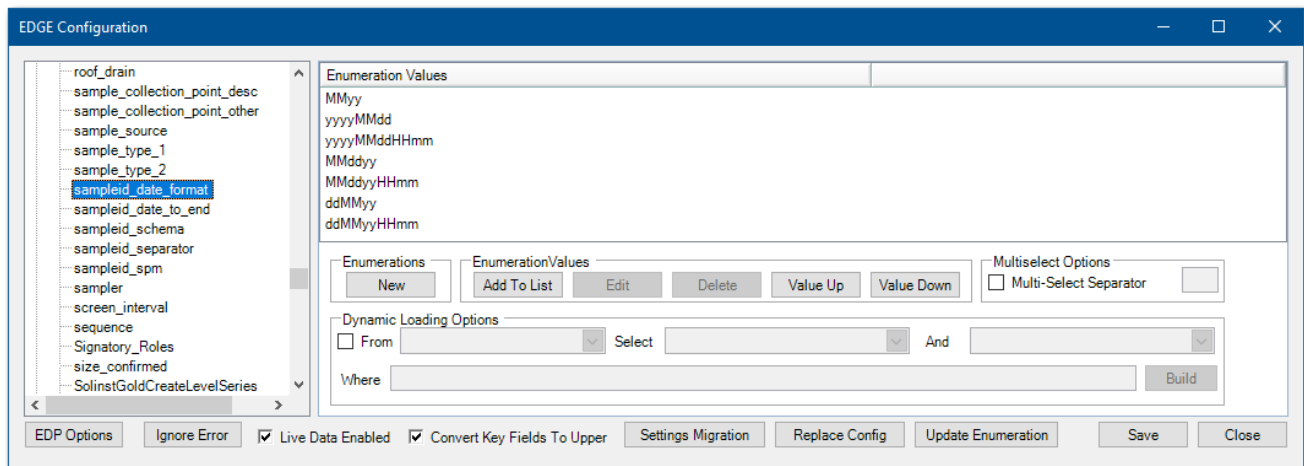 EDGE Configuration
roof_drain
sample_collection_point_desc
sample_collection_point_other
sample_source
sample_type_1
sample_type_2
sampleid_date_format
sampleid_date_to_end
sampleid_schema
sampleid_separator
sampleid_spm
sampler
screen_interval
sequence
Signatory_Roles
size_confirmed
SolinstGoldCreateLevelSeries
Enumeration Values
MMyy
yyyyMMdd
yyyyMMddHHmm
MMddyy
MMddyyHHmm
ddMMyy
ddMMyyHHmm
Enumerations
New
EnumerationValues
Add To List Edit Delete Value Up Value Down
Multiselect Options
Multi-Select Separator
Dynamic Loading Options
From Select And
Where Build
EDP Options Ignore Error Live Data Enabled Convert Key Fields To Upper Settings Migration Replace Config Update Enumeration Save Close